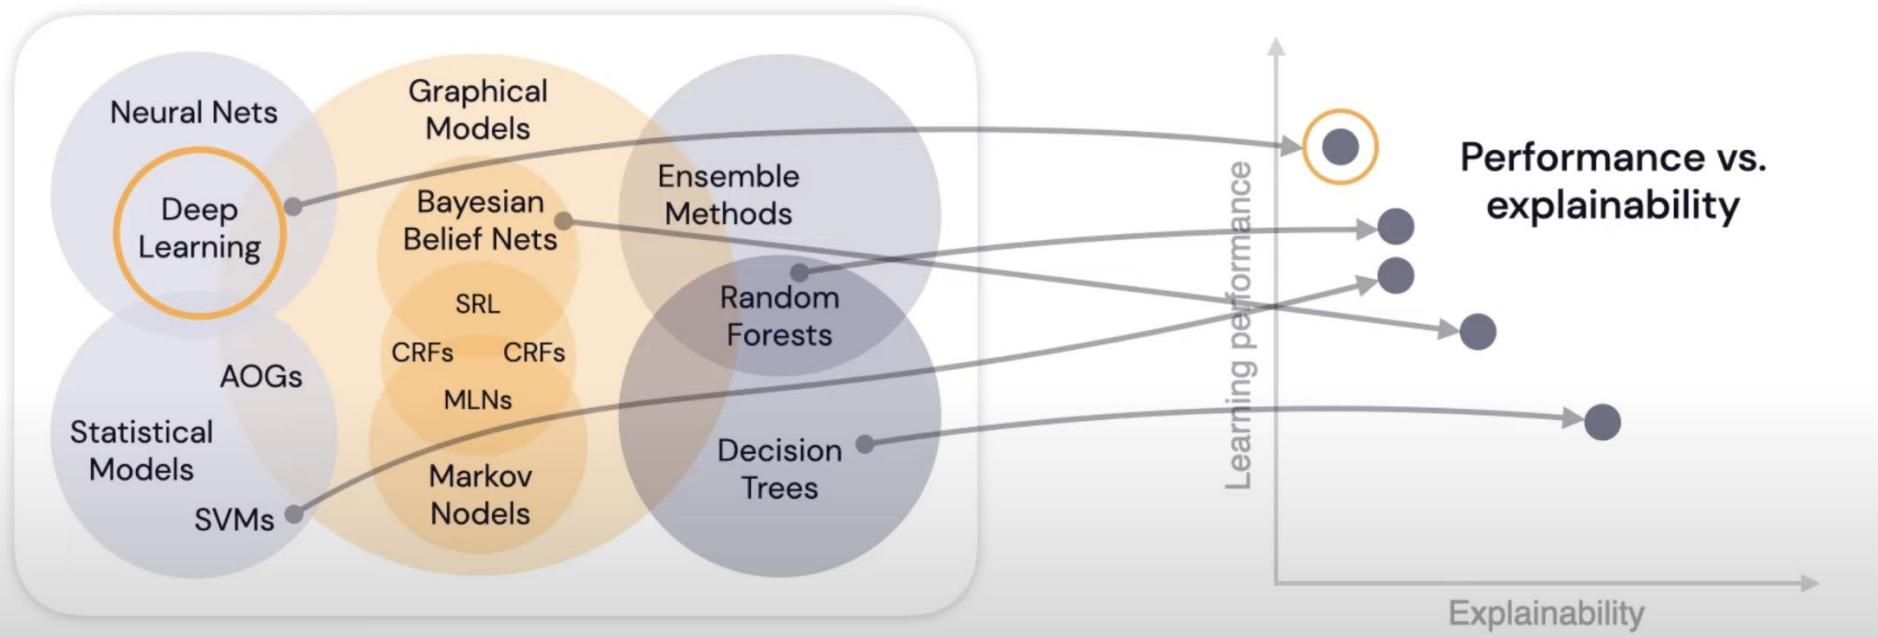 Neural Nets
Deep
Learning
Graphical
Models
Bayesian
Belief Nets
SRL
CRFs CRFs
MLNs
Markov
Nodels
AOGs
Statistical
Models
SVMs
Ensemble
Methods
Random
Forests
Decision
Trees
Learning performance
Performance vs.
explainability
Explainability